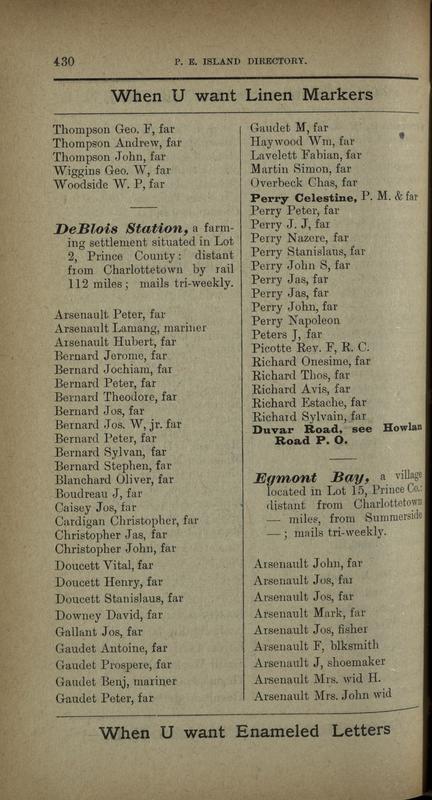 430
P. E. ISLAND DIRECTORY.
When U want Linen Markers
Thompson Geo. F, far
Thompson Andrew, far
Thompson John, far
Wiggins Geo. W, far
Woodside W. P, far
DeBlois Station, a farm-
ing settlement situated in Lot
2, Prince County: distant
from Charlottetown by rail
112 miles; mails tri-weekly.
Arsenault Peter, far
Arsenault Lamang, mariner
Arsenault Hubert, far
Bernard Jerome, far
Bernard Jochiam, far
Bernard Peter, far
Bernard Theodore, far
Bernard Jos, far
Bernard Jos. W, jr. far
Bernard Peter, far
Bernard Sylvan, far
Bernard Stephen, far
Blanchard Oliver, far
Boudreau J, far
Caisey Jos, far
Cardigan Christopher, far
Christopher Jas, far
Christopher John, far
Doucett Vital, far
Doucett Henry, far
Doucett Stanislaus, far
Downey David, far
Gallant Jos, far
Gaudet Antoine, far
Gaudet Prospere, far
Gaudet Benj, mariner
Gaudet Peter, far
Gaudet M, far
Haywood Wm, far
Lavelett Fabian, far
Martin Simon, far
Overbeck Chas, far
Perry Celestine, P. M. & far
Perry Peter, far
Perry J. J, far
Perry Nazere, far
Perry Stanislaus, far
Perry John S, far
Perry Jas, far
Perry Jas, far
Perry John, far
Perry Napoleon
Peters J, far
Picotte Rev. F, R. C.
Richard Onesime, far
Richard Thos, far
Richard Avis, far
Richard Estache, far
Richard Sylvain, far
Duvar Road, see Howlan
Road P. O.
Egmont Bay, a village
located in Lot 15, Prince Co.:
distant from Charlottetown
— miles, from Summerside
— ; mails tri-weekly.
Arsenault John, far
Arsenault Jos, far
Arsenault Jos, far
Arsenault Mark, far
Arsenault Jos, fisher
Arsenault F, blksmith
Arsenault J, shoemaker
Arsenault Mrs. wid H.
Arsenault Mrs. John wid
When U want Enameled Letters